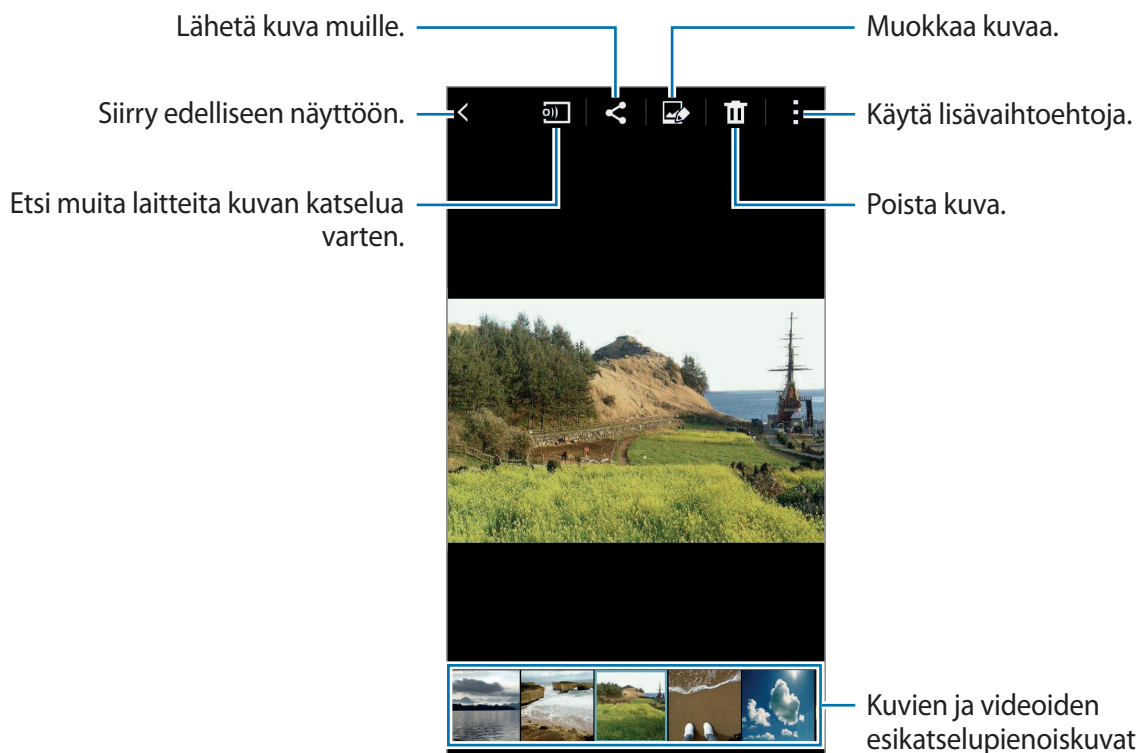 Lähetä kuva muille.
Muokkaa kuvaa.
Siirry edelliseen näyttöön.
Käytä lisävaihtoehtoja.
Etsi muita laitteita kuvan katselua
varten.
Poista kuva.
Kuvien ja videoiden
esikatselupienoiskuvat